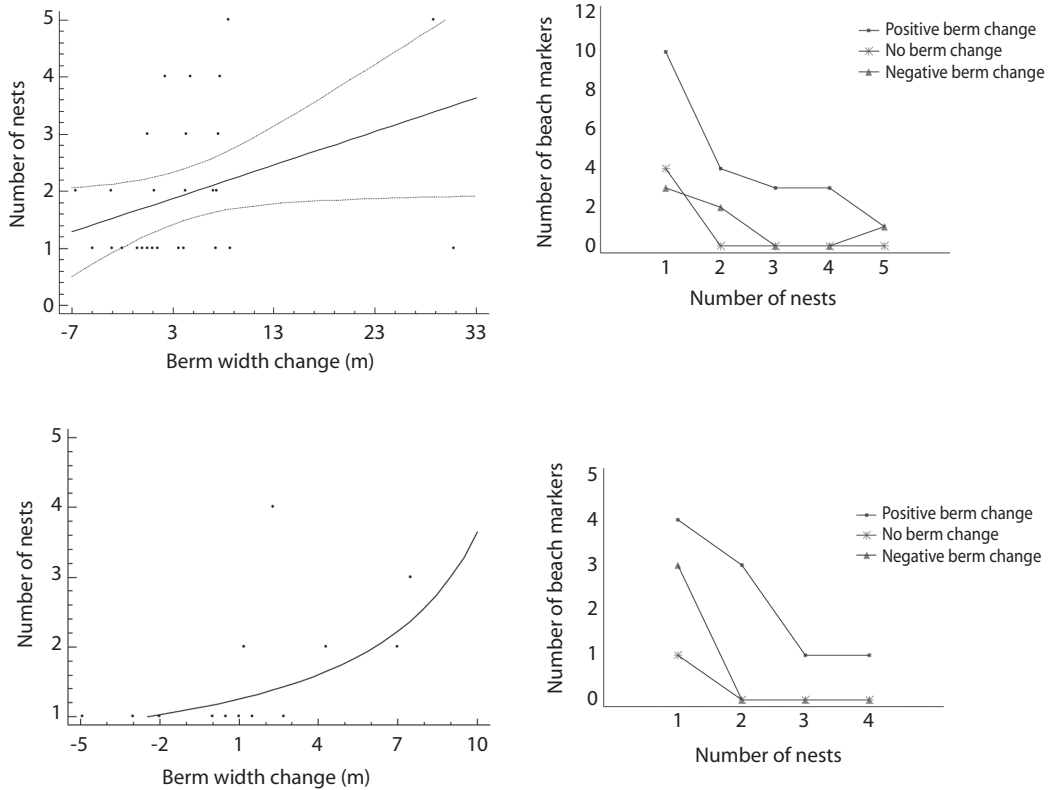 5
4
3
2
1
0
Number of nests
-7 3 13 23 33
Berm width change (m)
12
10
8
6
4
2
0
Number of beach markers
1 2 3 4 5
Number of nests
Positive berm change
No berm change
Negative berm change
5
4
3
2
1
Number of nests
-5 -2 1 4 7 10
Berm width change (m)
5
4
3
2
1
0
Number of beach markers
1 2 3 4
Number of nests
Positive berm change
No berm change
Negative berm change